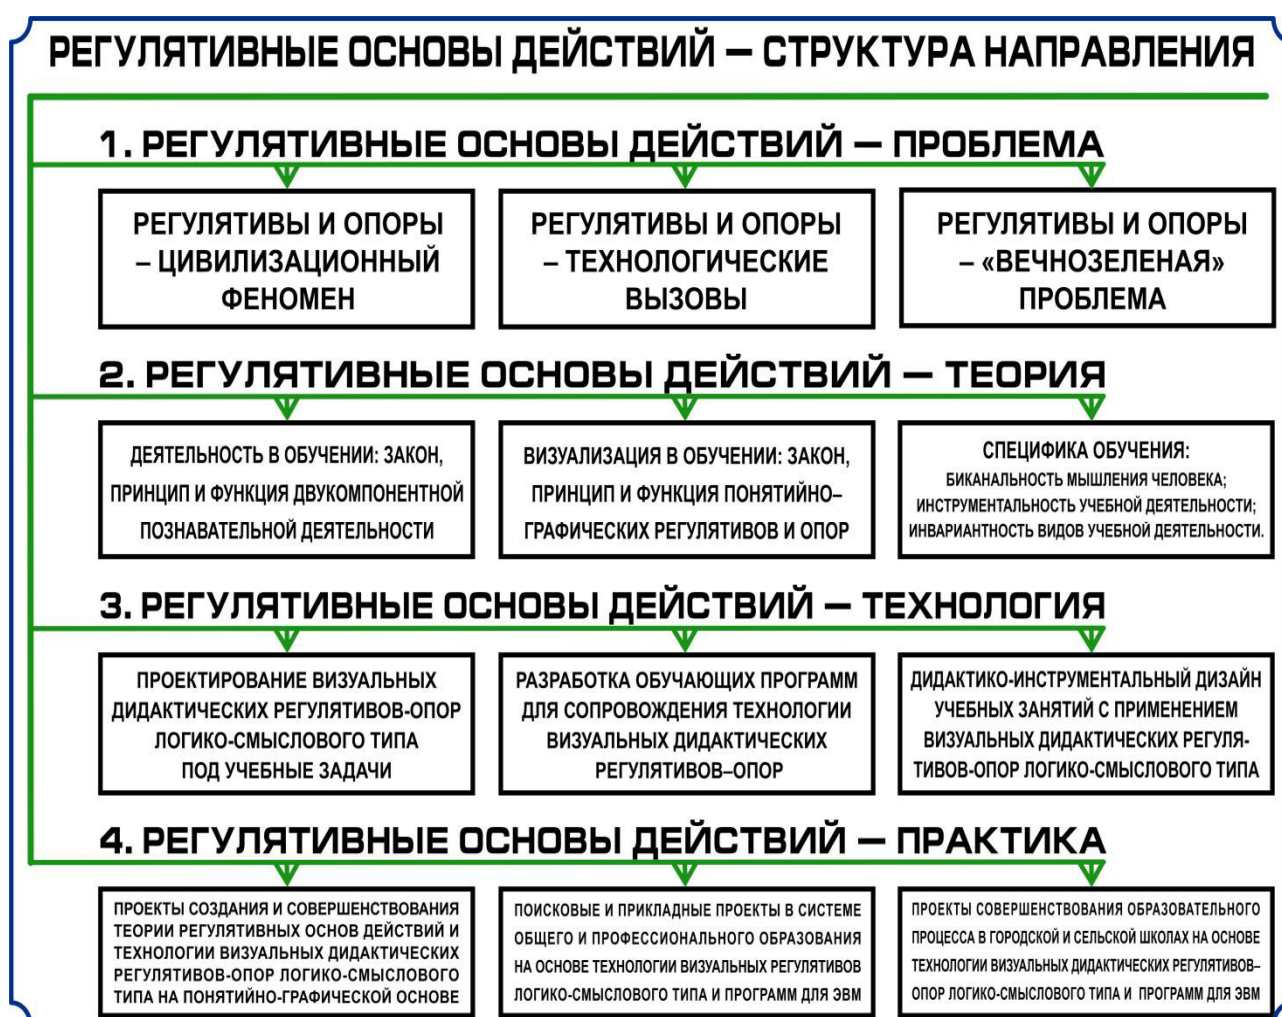 РЕГУЛЯТИВНЫЕ ОСНОВЫ ДЕЙСТВИЙ – СТРУКТУРА НАПРАВЛЕНИЯ
1. РЕГУЛЯТИВНЫЕ ОСНОВЫ ДЕЙСТВИЙ – ПРОБЛЕМА
РЕГУЛЯТИВЫ И ОПОРЫ
– ЦИВИЛИЗАЦИОННЫЙ
ФЕНОМЕН
РЕГУЛЯТИВЫ И ОПОРЫ
– ТЕХНОЛОГИЧЕСКИЕ
ВЫЗОВЫ
РЕГУЛЯТИВЫ И ОПОРЫ
– «ВЕЧНОЗЕЛЕНАЯ»
ПРОБЛЕМА
2. РЕГУЛЯТИВНЫЕ ОСНОВЫ ДЕЙСТВИЙ – ТЕОРИЯ
ДЕЯТЕЛЬНОСТЬ В ОБУЧЕНИИ: ЗАКОН,
ПРИНЦИП И ФУНКЦИЯ ДВУКОМПОНЕНТНОЙ
ПОЗНАВАТЕЛЬНОЙ ДЕЯТЕЛЬНОСТИ
ВИЗУАЛИЗАЦИЯ В ОБУЧЕНИИ: ЗАКОН,
ПРИНЦИП И ФУНКЦИЯ ПОНЯТИЙНО–
ГРАФИЧЕСКИХ РЕГУЛЯТИВОВ И ОПОР
СПЕЦИФИКА ОБУЧЕНИЯ:
БИКАНАЛЬНОСТЬ МЫШЛЕНИЯ ЧЕЛОВЕКА;
ИНСТРУМЕНТАЛЬНОСТЬ УЧЕБНОЙ ДЕЯТЕЛЬНОСТИ;
ИНВАРИАНТНОСТЬ ВИДОВ УЧЕБНОЙ ДЕЯТЕЛЬНОСТИ.
3. РЕГУЛЯТИВНЫЕ ОСНОВЫ ДЕЙСТВИЙ – ТЕХНОЛОГИЯ
ПРОЕКТИРОВАНИЕ ВИЗУАЛЬНЫХ
ДИДАКТИЧЕСКИХ РЕГУЛЯТИВОВ-ОПОР
ЛОГИКО-СМЫСЛОВОГО ТИПА
ПОД УЧЕБНЫЕ ЗАДАЧИ
РАЗРАБОТКА ОБУЧАЮЩИХ ПРОГРАММ
ДЛЯ СОПРОВОЖДЕНИЯ ТЕХНОЛОГИИ
ВИЗУАЛЬНЫХ ДИДАКТИЧЕСКИХ
РЕГУЛЯТИВОВ–ОПОР
ДИДАКТИКО-ИНСТРУМЕНТАЛЬНЫЙ ДИЗАЙН
УЧЕБНЫХ ЗАНЯТИЙ С ПРИМЕНЕНИЕМ
ВИЗУАЛЬНЫХ ДИДАКТИЧЕСКИХ РЕГУЛЯ-
ТИВОВ-ОПОР ЛОГИКО-СМЫСЛОВОГО ТИПА
4. РЕГУЛЯТИВНЫЕ ОСНОВЫ ДЕЙСТВИЙ – ПРАКТИКА
ПРОЕКТЫ СОЗДАНИЯ И СОВЕРШЕНСТВОВАНИЯ
ТЕОРИИ РЕГУЛЯТИВНЫХ ОСНОВ ДЕЙСТВИЙ И
ТЕХНОЛОГИИ ВИЗУАЛЬНЫХ ДИДАКТИЧЕСКИХ
РЕГУЛЯТИВОВ-ОПОР ЛОГИКО-СМЫСЛОВОГО
ТИПА НА ПОНЯТИЙНО-ГРАФИЧЕСКОЙ ОСНОВЕ
ПОИСКОВЫЕ И ПРИКЛАДНЫЕ ПРОЕКТЫ В СИСТЕМЕ
ОБЩЕГО И ПРОФЕССИОНАЛЬНОГО ОБРАЗОВАНИЯ
НА ОСНОВЕ ТЕХНОЛОГИИ ВИЗУАЛЬНЫХ РЕГУЛЯТИВОВ
ЛОГИКО-СМЫСЛОВОГО ТИПА И ПРОГРАММ ДЛЯ ЭВМ
ПРОЕКТЫ СОВЕРШЕНСТВОВАНИЯ ОБРАЗОВАТЕЛЬНОГО
ПРОЦЕССА В ГОРОДСКОЙ И СЕЛЬСКОЙ ШКОЛАХ НА ОСНОВЕ
ТЕХНОЛОГИИ ВИЗУАЛЬНЫХ ДИДАКТИЧЕСКИХ РЕГУЛЯТИВОВ–
ОПОР ЛОГИКО-СМЫСЛОВОГО ТИПА И ПРОГРАММ ДЛЯ ЭВМ